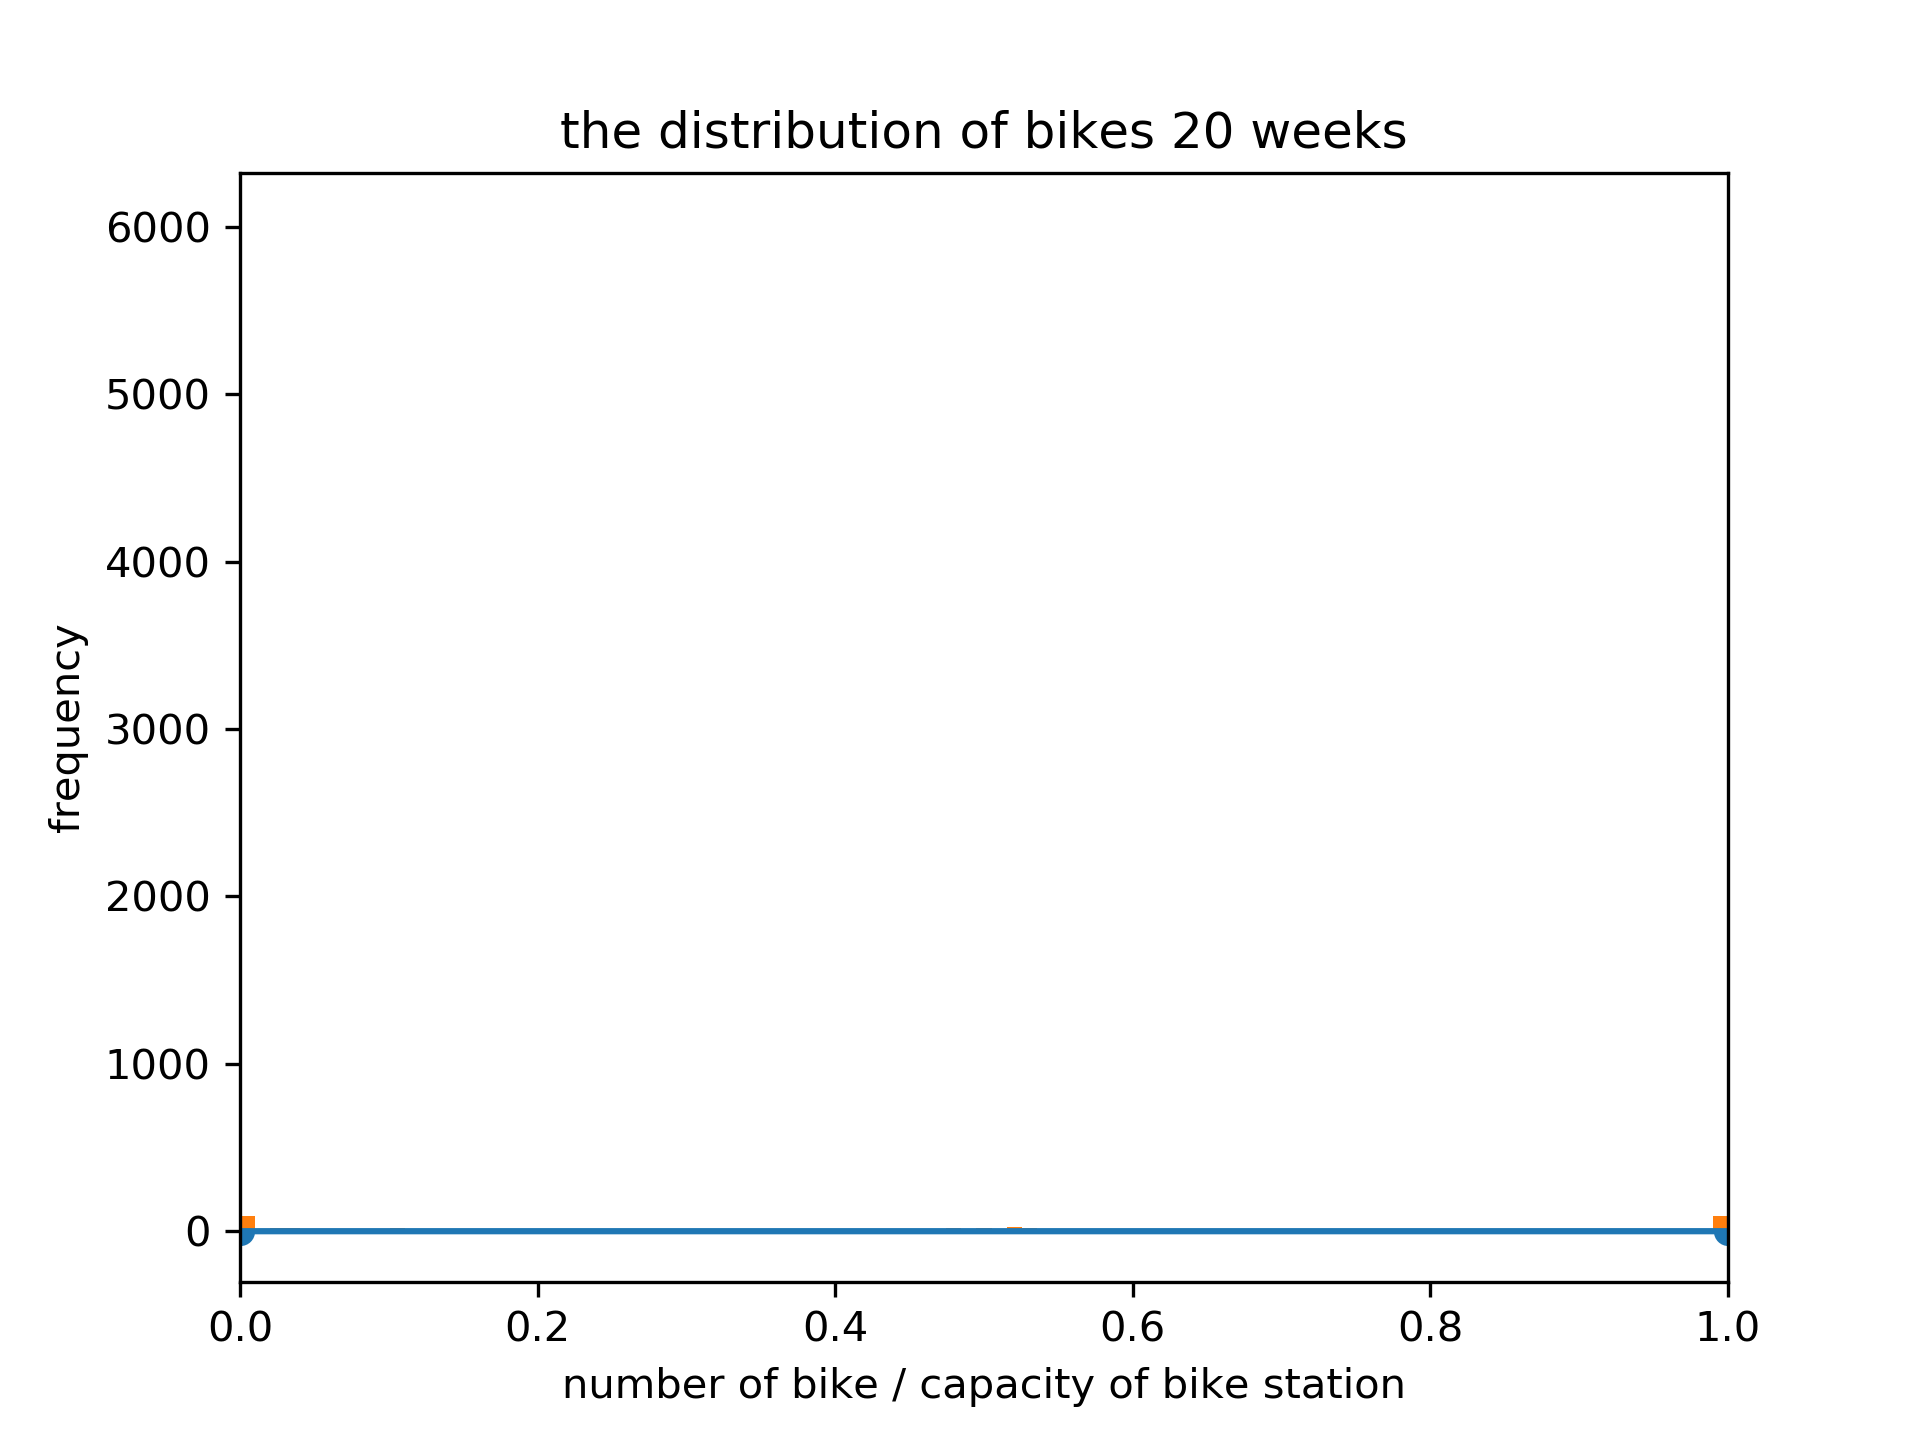 the distribution of bikes 20 weeks
6000
5000
4000
3000
2000
1000
0
frequency
0.0 0.2 0.4 0.6 0.8 1.0
number of bike / capacity of bike station